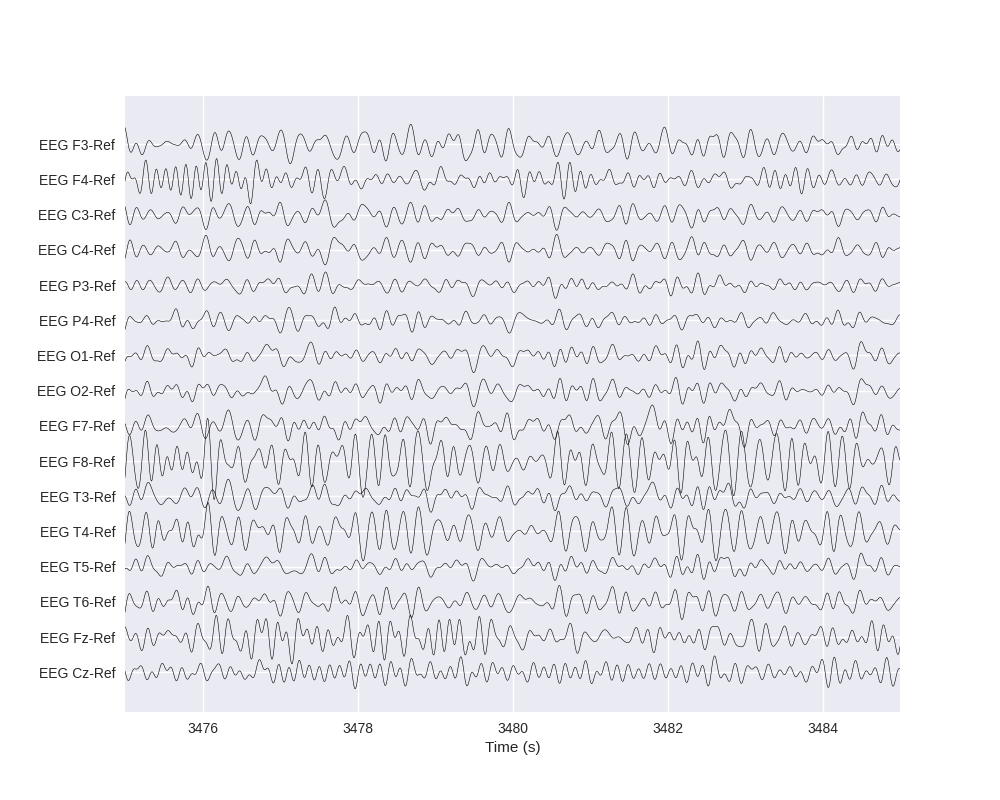 EEG F3-Ref
EEG F4-Ref
EEG C3-Ref
EEG C4-Ref
EEG P3-Ref
EEG P4-Ref
EEG O1-Ref
EEG O2-Ref
EEG F7-Ref
EEG F8-Ref
EEG T3-Ref
EEG T4-Ref
EEG T5-Ref
EEG T6-Ref
EEG Fz-Ref
EEG Cz-Ref
3476 3478 3480 3482 3484
Time (s)